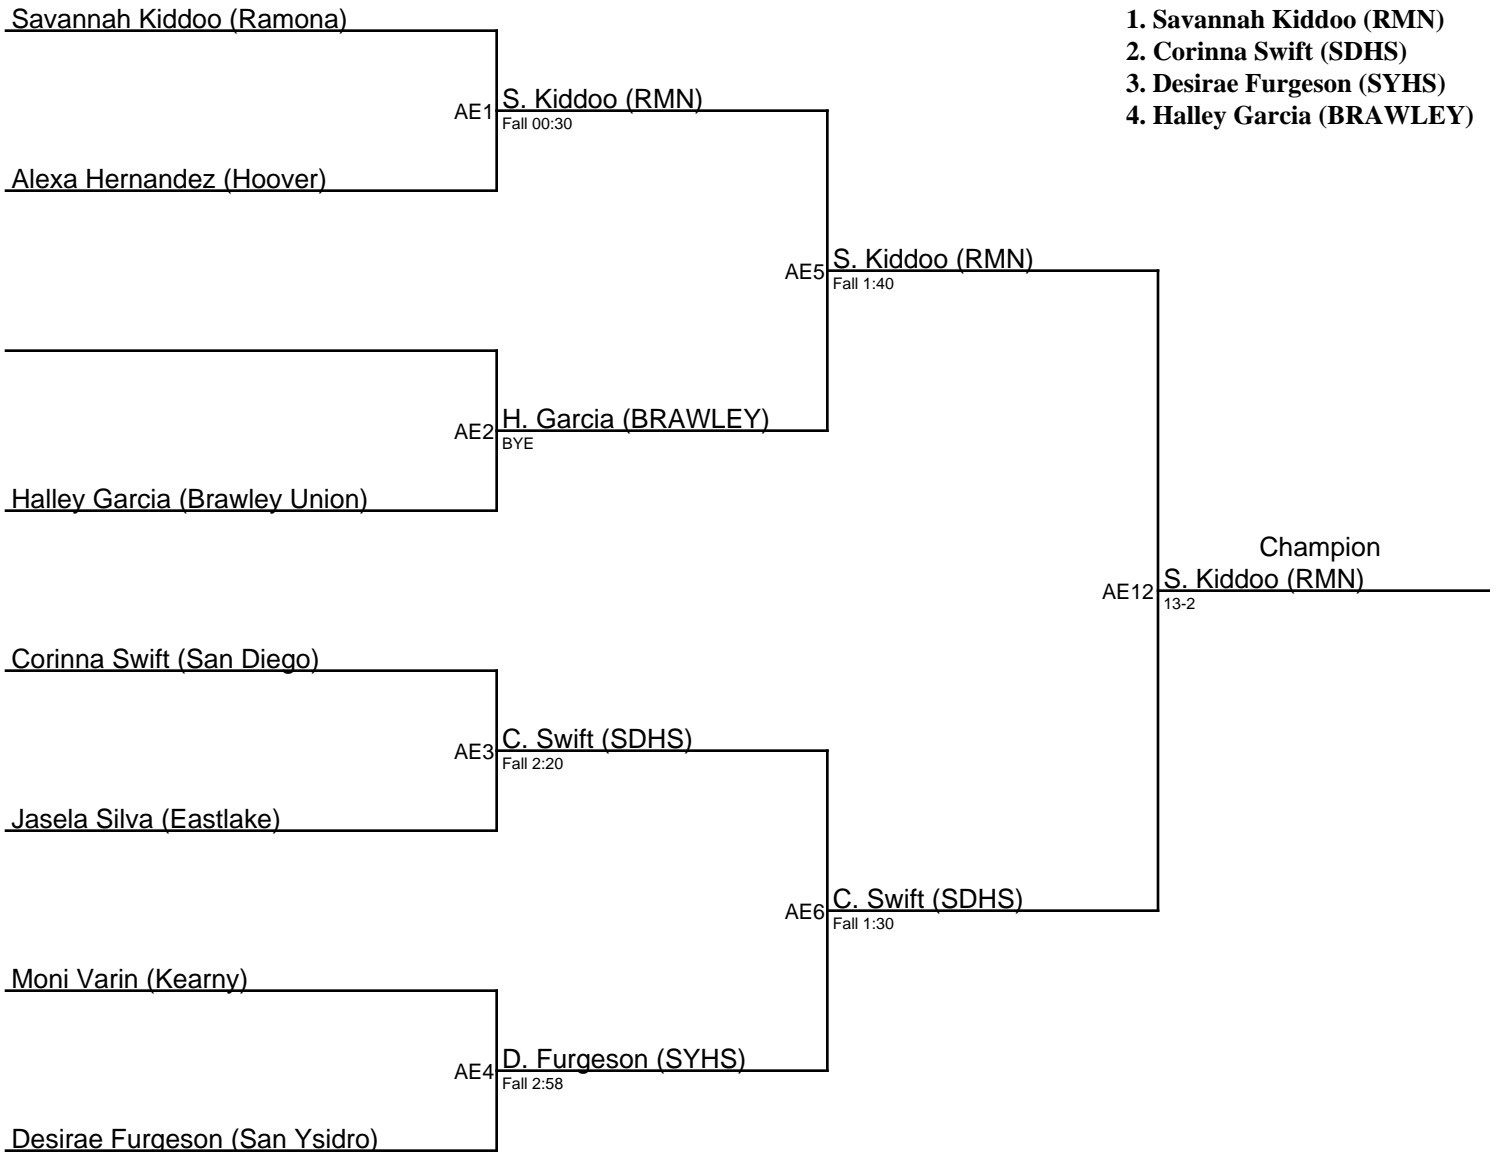 Savannah Kiddoo (Ramona)
1. Savannah Kiddoo (RMN)
2. Corinna Swift (SDHS)
3. Desirae Furgeson (SYHS)
4. Halley Garcia (BRAWLEY)
AE1
S. Kiddoo (RMN)
Fall 00:30
Alexa Hernandez (Hoover)
AE5
S. Kiddoo (RMN)
Fall 1:40
AE2
H. Garcia (BRAWLEY)
BYE
Halley Garcia (Brawley Union)
Champion
AE12
S. Kiddoo (RMN)
13-2
Corinna Swift (San Diego)
AE3
C. Swift (SDHS)
Fall 2:20
Jasela Silva (Eastlake)
AE6
C. Swift (SDHS)
Fall 1:30
Moni Varin (Kearny)
AE4
D. Furgeson (SYHS)
Fall 2:58
Desirae Furgeson (San Ysidro)